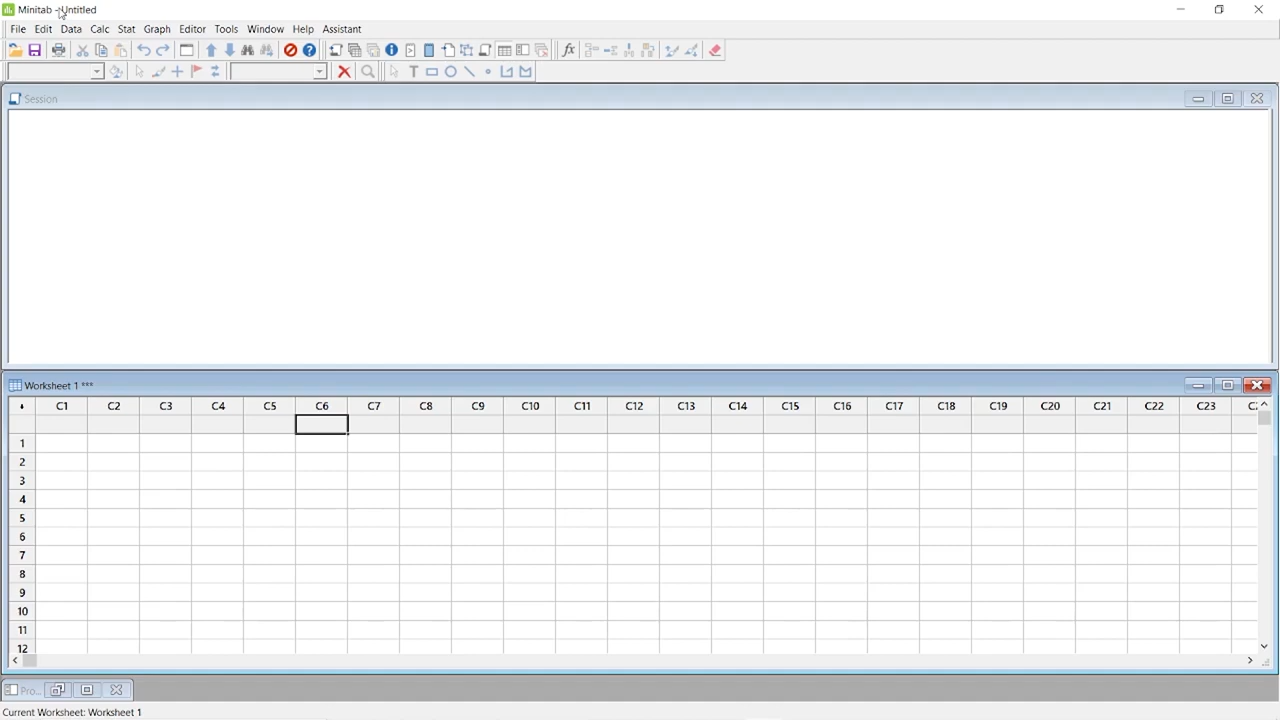 Minitab - Untitled
File Edit Data Calc Stat Graph Editor Tools Window Help Assistant
Session
Worksheet 1 ***
C1 C2 C3 C4 C5 C6 C7 C8 C9 C10 C11 C12 C13 C14 C15 C16 C17 C18 C19 C20 C21 C22 C23
1
2
3
4
5
6
7
8
9
10
11
12
Pro...
Current Worksheet: Worksheet 1